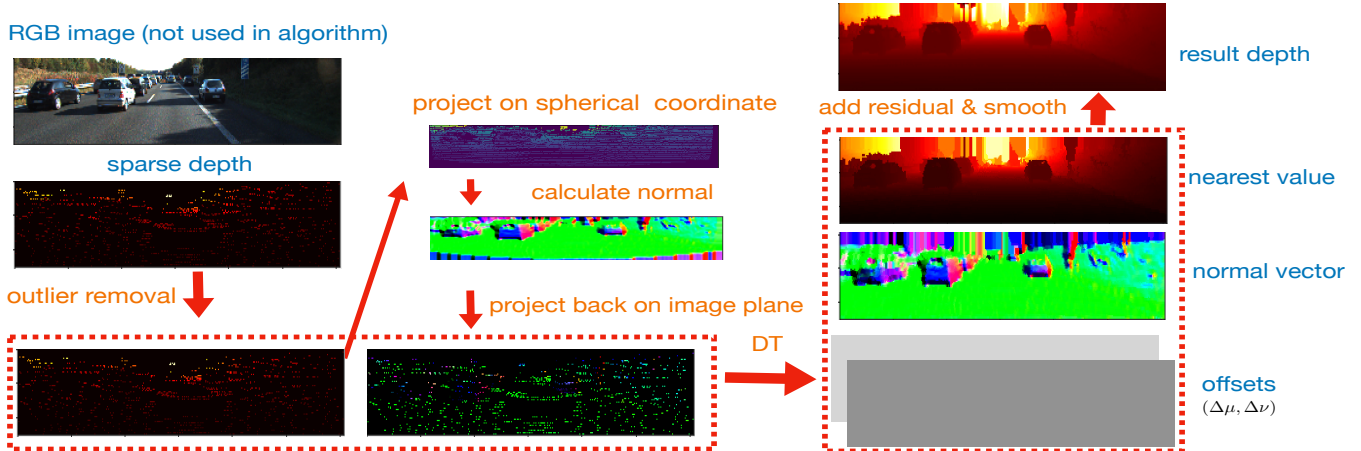 RGB image (not used in algorithm)
sparse depth
outlier removal
project on spherical coordinate
calculate normal
project back on image plane
DT
add residual & smooth
result depth
nearest value
normal vector
offsets
(Δμ, Δν)